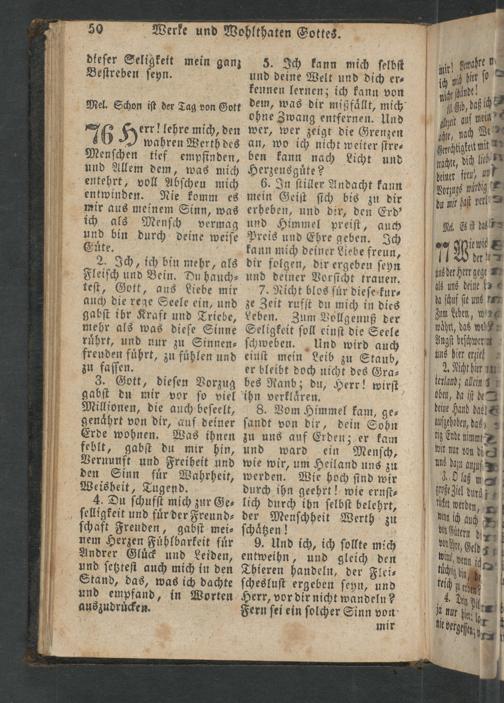 50 Werke und Wohlthaten Gottes.
dieser Seligkeit mein ganz
Bestreben seyn.
Mel. Schon ist der Tag von Gott
76 Herr! lehre mich, den
wahren Werth des
Menschen tief empfinden,
und Allem dem, was mich
entehrt, voll Abscheu mich
entwinden. Nie komm es
mir aus meinem Sinn, was
ich als Mensch vermag
und bin durch deine weise
Güte.
2. Ich, ich bin mehr, als
Fleisch und Bein. Du hauch-
test, Gott, aus Liebe mir
auch die rege Seele ein, und
gabst ihr Kraft und Triebe,
mehr als was diese Sinne
rührt, und nur zu Sinnen-
freuden führt, zu fühlen und
zu fassen.
3. Gott, diesen Vorzug
gabst du mir vor so viel
Millionen, die auch beseelt,
genährt von dir, auf deiner
Erde wohnen. Was ihnen
fehlt, gabst du mir hin,
Vernunft und Freiheit und
den Sinn für Wahrheit,
Weisheit, Tugend.
4. Du schufst mich zur Ge-
selligkeit und für der Freund-
schaft Freuden, gabst mei-
nem Herzen Fühlbarkeit für
Andrer Glück und Leiden,
und setztest auch mich in den
Stand, das, was ich dachte
und empfand, in Worten
auszudrücken.
5. Ich kann mich selbst
und deine Welt und dich er-
kennen lernen; ich kann von
dem, was dir mißfällt, mich
ohne Zwang entfernen. Und
wer, wer zeigt die Grenzen
an, wo ich nicht weiter stre-
ben kann nach Licht und
Herzensgüte?
6. In stiller Andacht kann
mein Geist sich bis zu dir
erheben, und dir, den Erd'
und Himmel preist, auch
Preis und Ehre geben. Ich
kann mich deiner Liebe freun,
dir folgen, dir ergeben seyn
und deiner Vorsicht trauen.
7. Nicht blos für diese kur-
ze Zeit rufst du mich in dies
Leben. Zum Vollgenuß der
Seligkeit soll einst die Seele
schweben. Und wird auch
einst mein Leib zu Staub,
er bleibt doch nicht des Gra-
bes Raub; du, Herr! wirst
ihn verklären.
8. Vom Himmel kam, ge-
sandt von dir, dein Sohn
zu uns auf Erden; er kam
und ward ein Mensch,
wie wir, um Heiland uns zu
werden. Wie hoch sind wir
durch ihn geehrt! wie ernst-
lich durch ihn selbst belehrt,
der Menschheit Werth zu
schätzen!
9. Und ich, ich sollte mich
entweihn, und gleich den
Thieren handeln, der Flei-
scheslust ergeben seyn, und
Herr, vor dir nicht wandeln?
Fern sei ein solcher Sinn von
mir